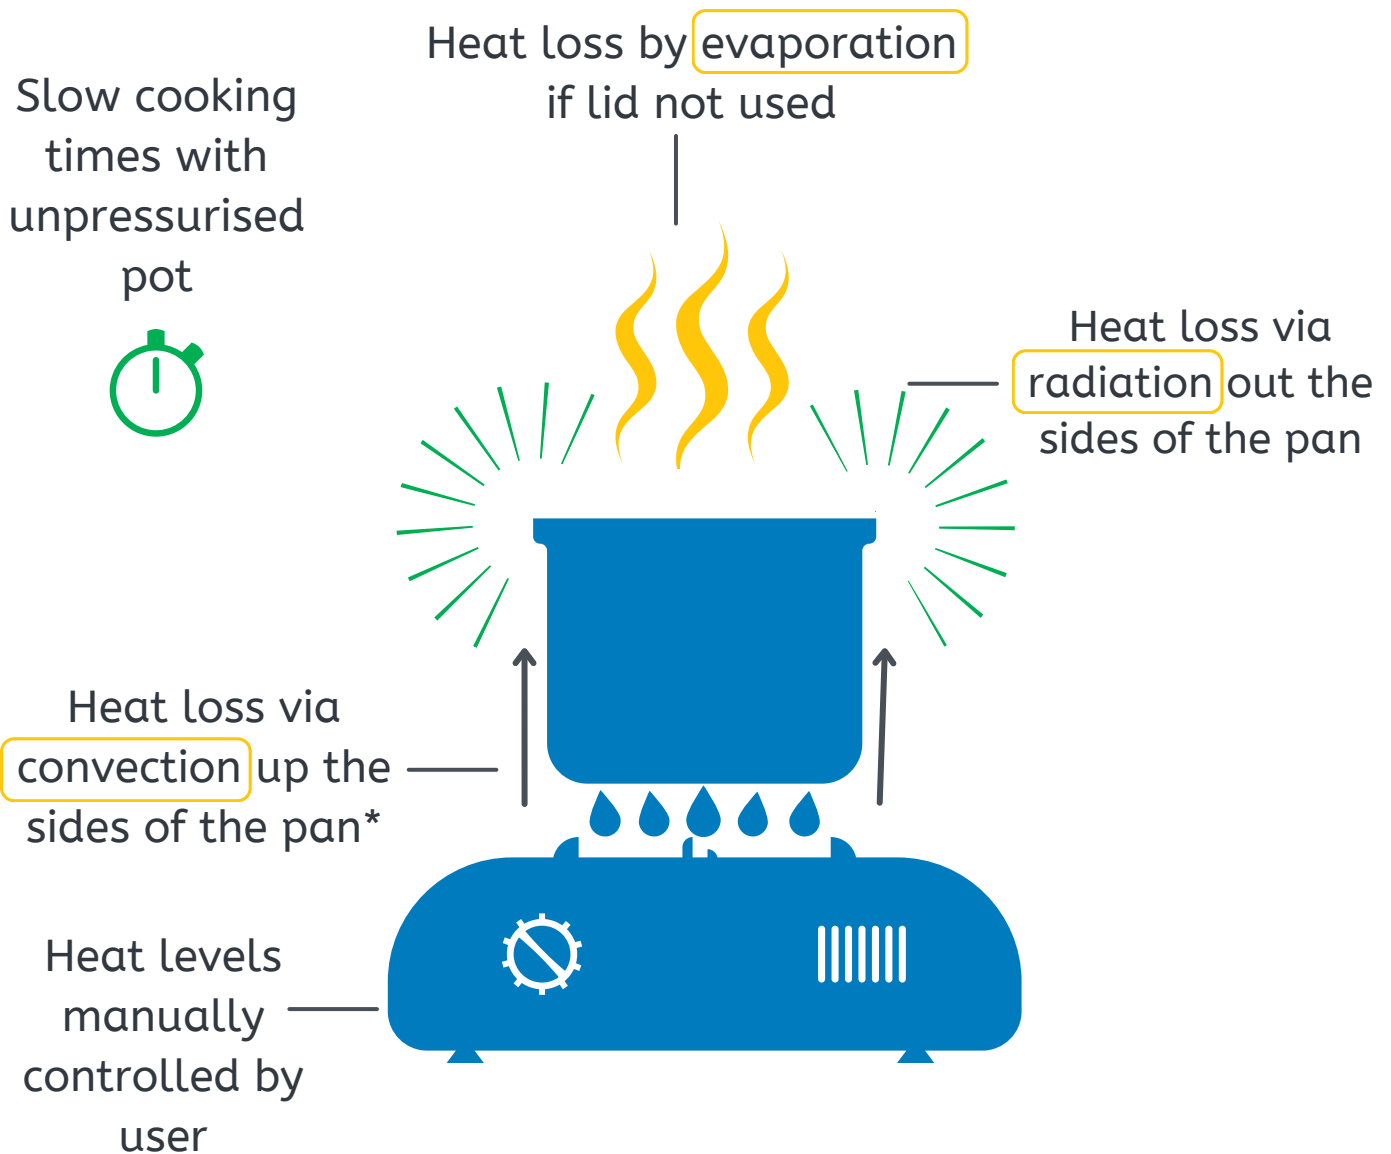 Heat loss by evaporation
if lid not used
Slow cooking
times with
unpressurised
pot
Heat loss via
radiation out the
sides of the pan
Heat loss via
convection up the
sides of the pan*
Heat levels
manually
controlled by
user